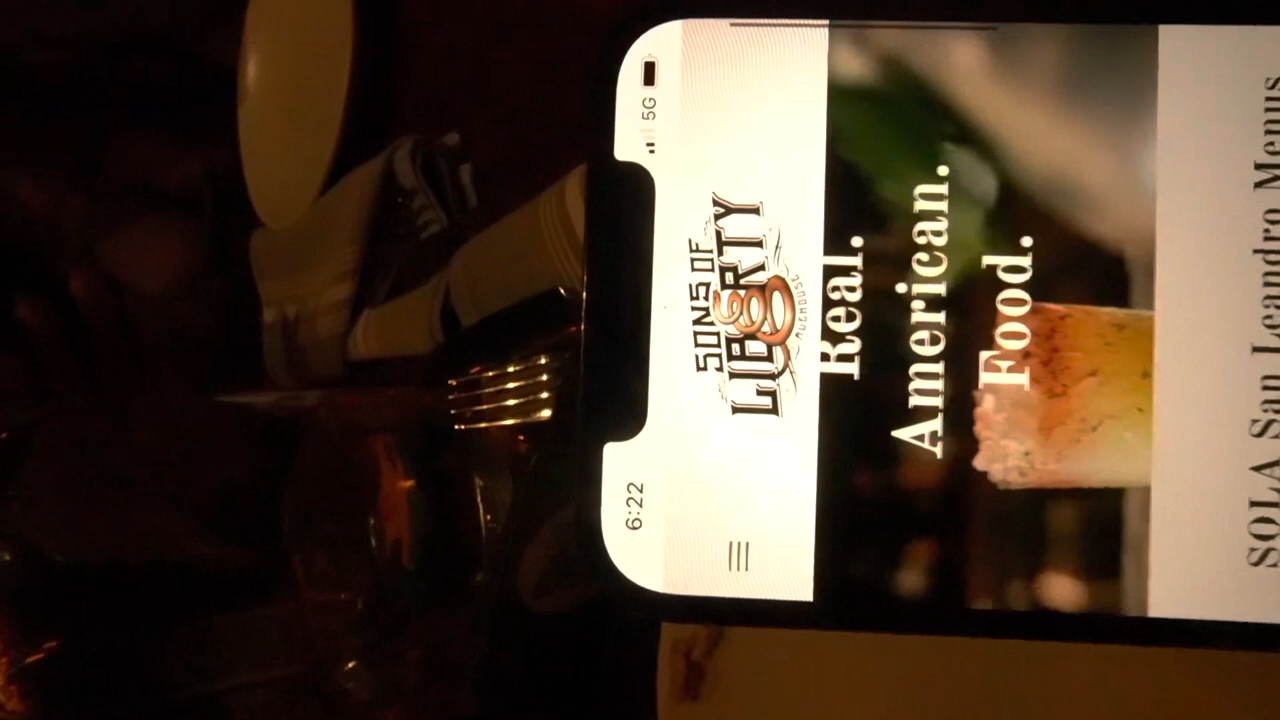 6:22
5G
SONS OF
LIBERTY
ALEHOUSE
Real.
American.
Food.
SOLA San Leandro Menus